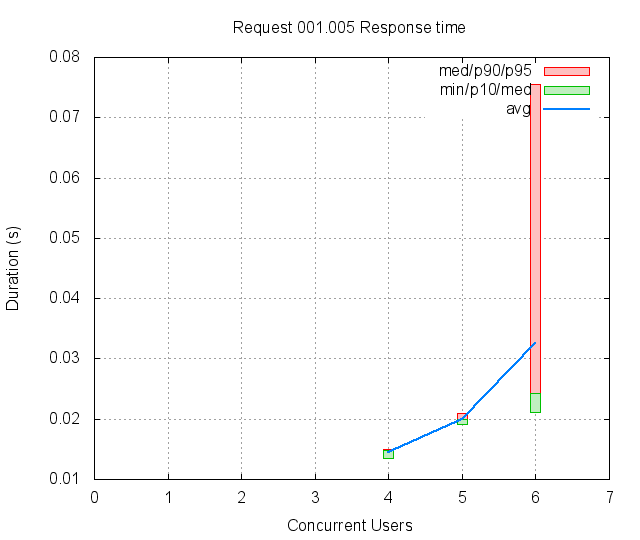 Request 001.005 Response time
0.08
0.07
0.06
0.05
0.04
0.03
0.02
0.01
Duration (s)
med/p90/p95
min/p10/med
avg
0 1 2 3 4 5 6 7
Concurrent Users